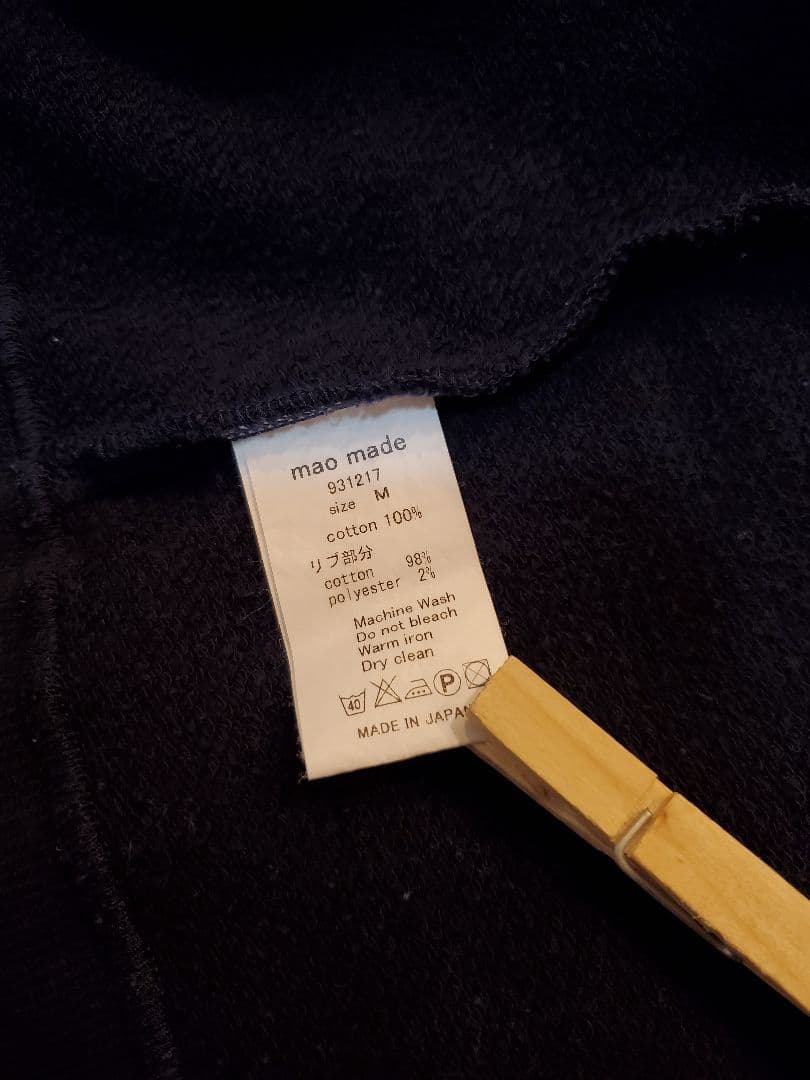 mao made
931217
size M
cotton 100%
リブ部分
cotton 98%
polyester 2%
Machine Wash
Do not bleach
Warm iron
Dry clean
40 P
MADE IN JAPAN